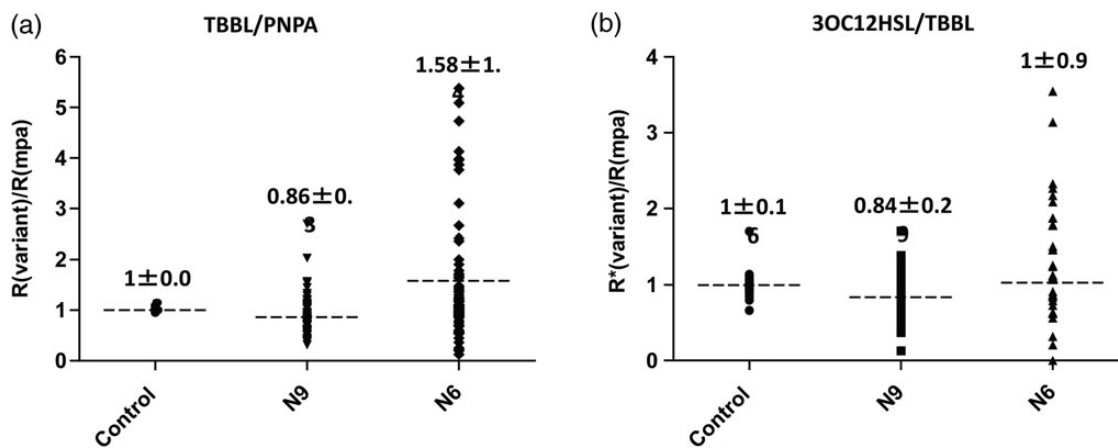 (a)
TBBL/PNPA
R(variant)/R(mpa)
6
5
4
3
2
1
0
1±0.0
0.86±0.
1.58±1.
4
Control
N9
N6
(b)
3OC12HSL/TBBL
R*(variant)/R(mpa)
4
3
2
1
0
1±0.1
6
0.84±0.2
1±0.9
Control
N9
N6